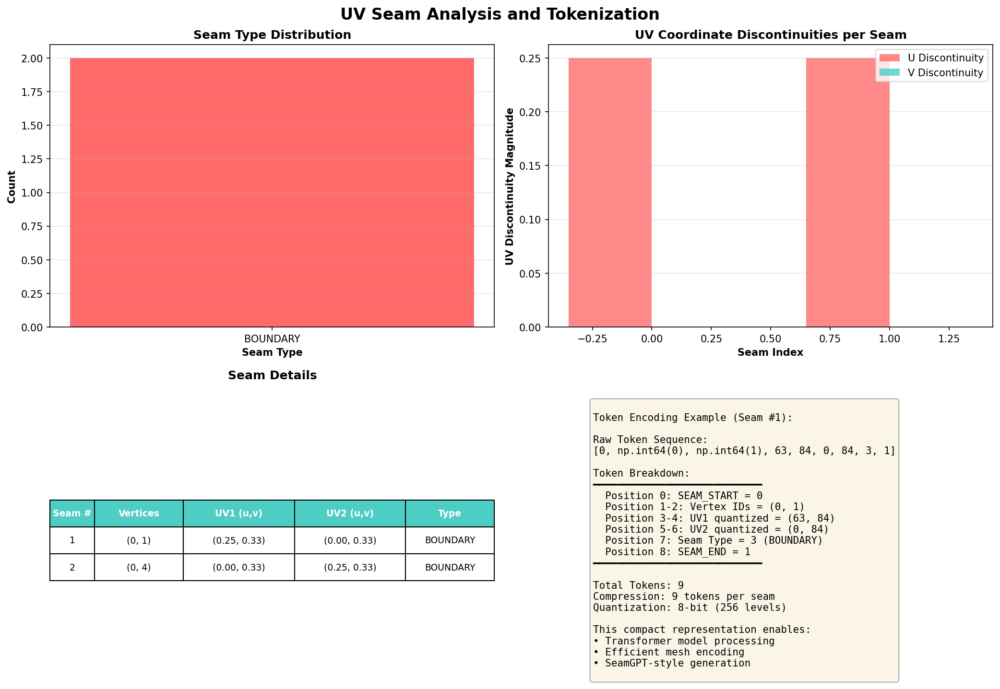 UV Seam Analysis and Tokenization
Seam Type Distribution
2.00
1.75
1.50
1.25
1.00
0.75
0.50
0.25
0.00
Count
BOUNDARY
Seam Type
UV Coordinate Discontinuities per Seam
U Discontinuity
V Discontinuity
0.25
0.20
0.15
0.10
0.05
0.00
UV Discontinuity Magnitude
−0.25 0.00 0.25 0.50 0.75 1.00 1.25
Seam Index
Seam Details
Seam # Vertices UV1 (u,v) UV2 (u,v) Type
1 (0, 1) (0.25, 0.33) (0.00, 0.33) BOUNDARY
2 (0, 4) (0.00, 0.33) (0.25, 0.33) BOUNDARY
Token Encoding Example (Seam #1):
Raw Token Sequence:
[0, np.int64(0), np.int64(1), 63, 84, 0, 84, 3, 1]
Token Breakdown:
Position 0: SEAM_START = 0
Position 1-2: Vertex IDs = (0, 1)
Position 3-4: UV1 quantized = (63, 84)
Position 5-6: UV2 quantized = (0, 84)
Position 7: Seam Type = 3 (BOUNDARY)
Position 8: SEAM_END = 1
Total Tokens: 9
Compression: 9 tokens per seam
Quantization: 8-bit (256 levels)
This compact representation enables:
• Transformer model processing
• Efficient mesh encoding
• SeamGPT-style generation